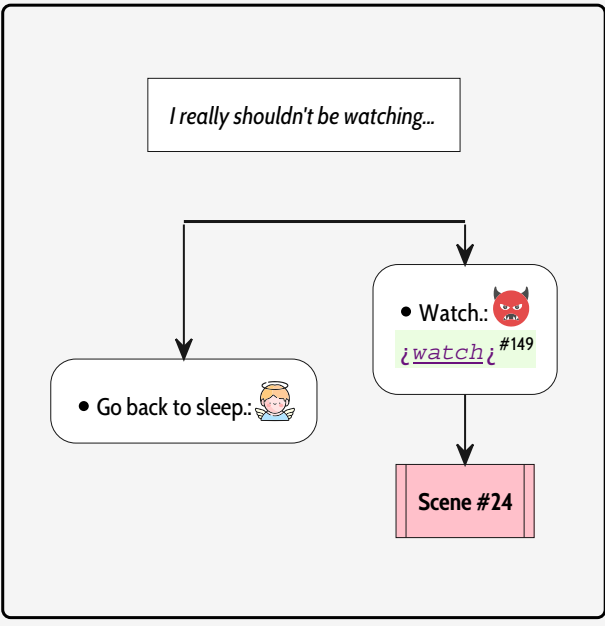 I really shouldn't be watching...
• Watch.:
¿watch¿ #149
• Go back to sleep.:
Scene #24